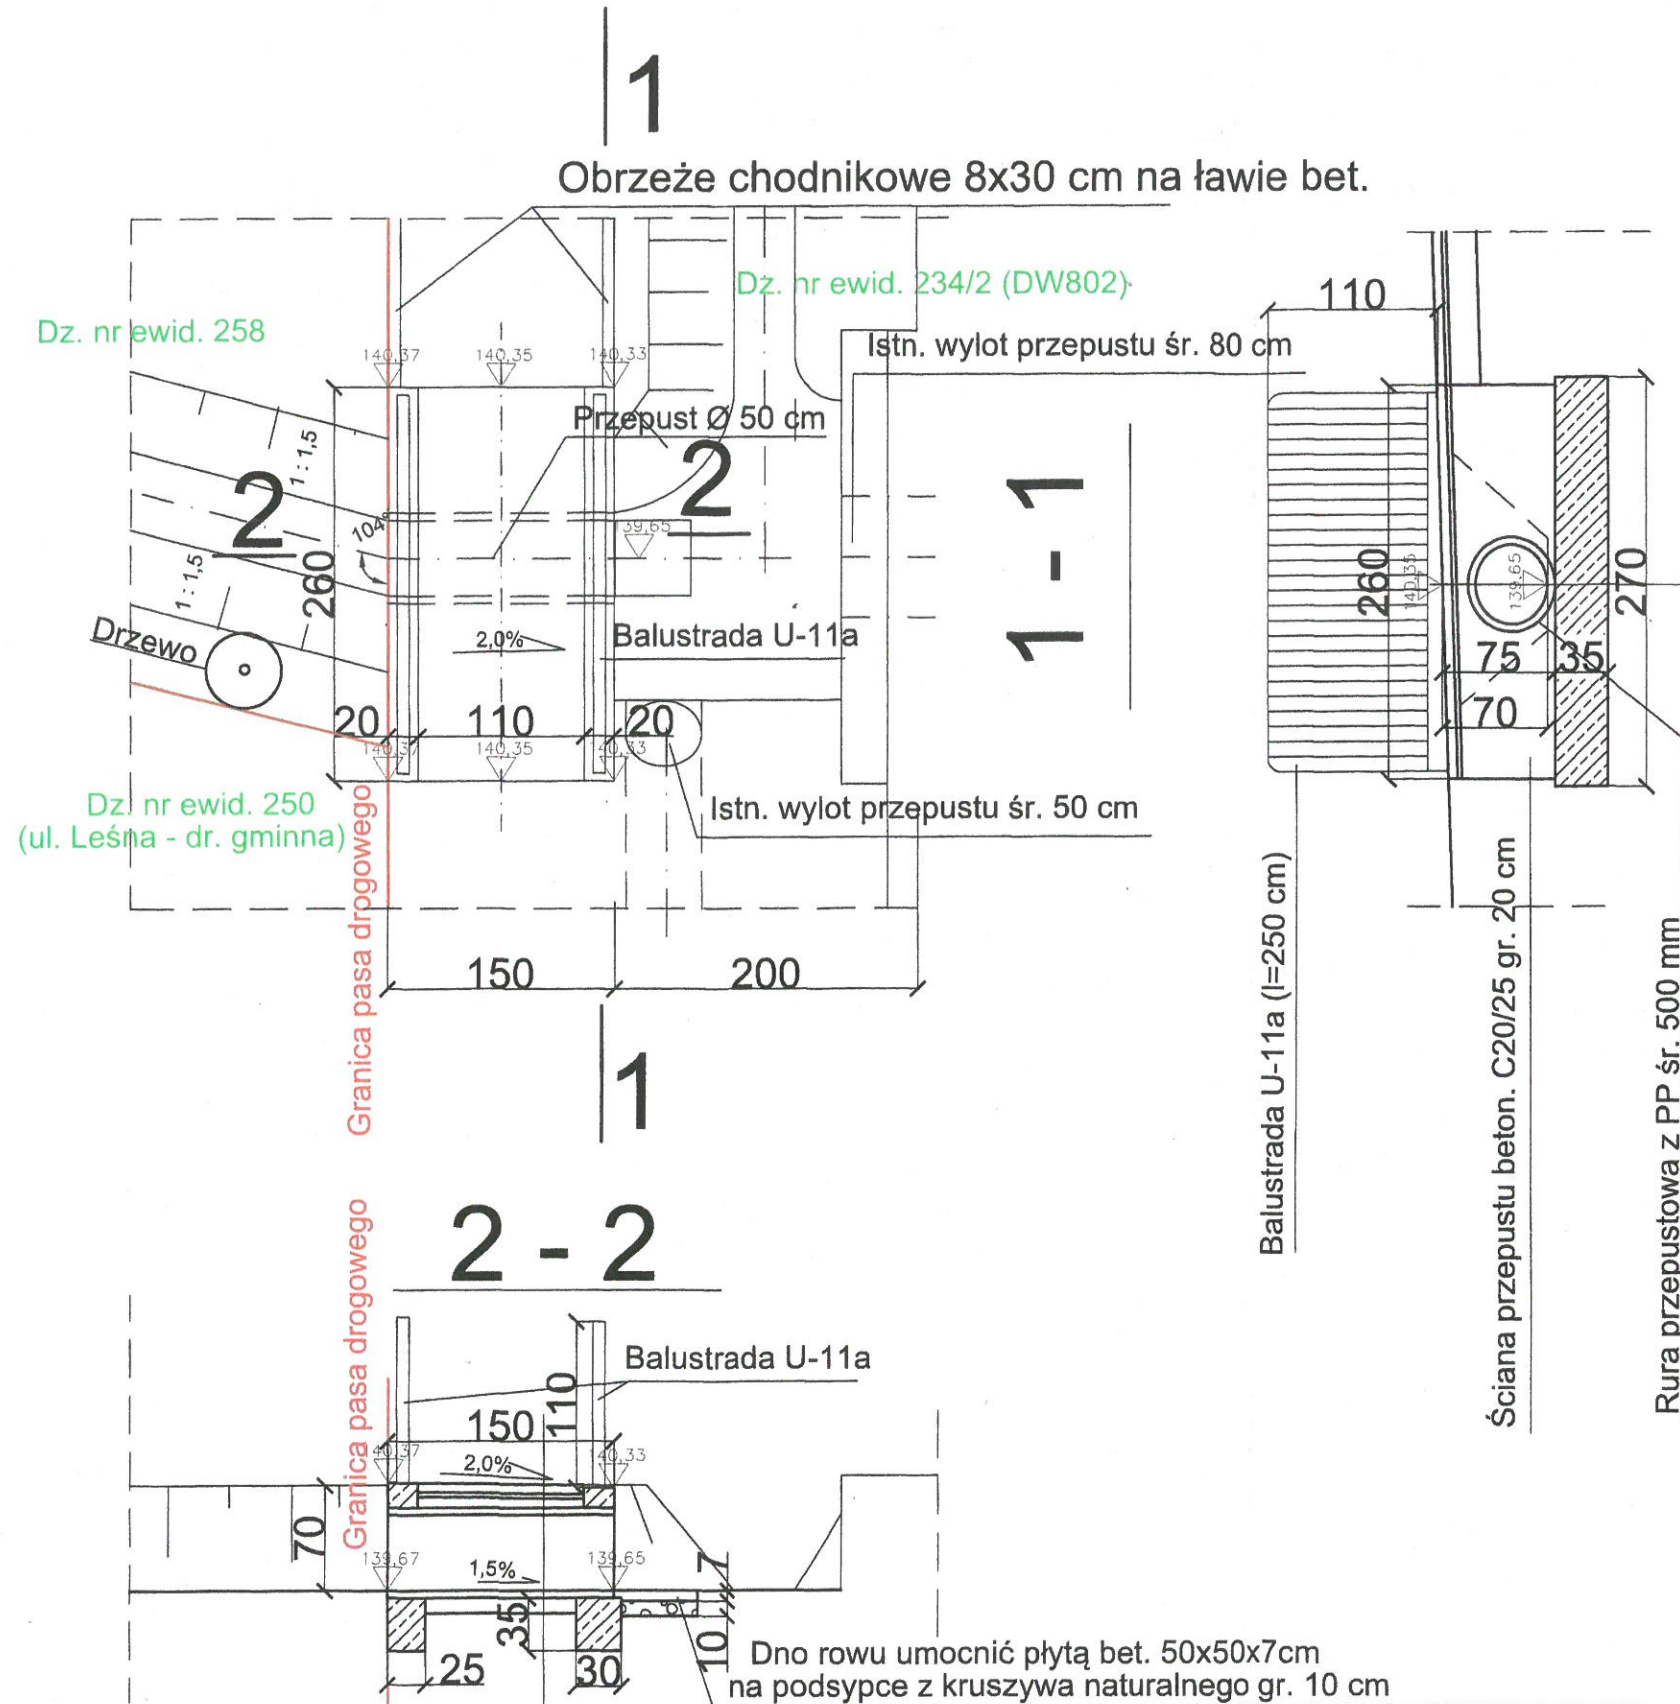 1
Obrzeże chodnikowe 8x30 cm na ławie bet.
Dz. nr ewid. 234/2 (DW802)
Dz. nr ewid. 258
110
Istn. wylot przepustu śr. 80 cm
140,37
140,35
140,33
Przepust Ø 50 cm
1:1,5
2
2
104°
139,65
1 - 1
260
1:1,5
Drzewo
2,0%
Balustrada U-11a
260
140,35
139,65
270
75
35
70
20
110
20
140,37
140,35
140,33
Dz. nr ewid. 250
(ul. Leśna - dr. gminna)
Istn. wylot przepustu śr. 50 cm
Granica pasa drogowego
150
200
1
Balustrada U-11a (l=250 cm)
Ściana przepustu beton. C20/25 gr. 20 cm
Rura przepustowa z PP śr. 500 mm
2 - 2
Granica pasa drogowego
Balustrada U-11a
110
150
140,37
140,33
2,0%
70
139,67
139,65
1,5%
7
35
10
25
30
Dno rowu umocnić płytą bet. 50x50x7cm
na podsypce z kruszywa naturalnego gr. 10 cm